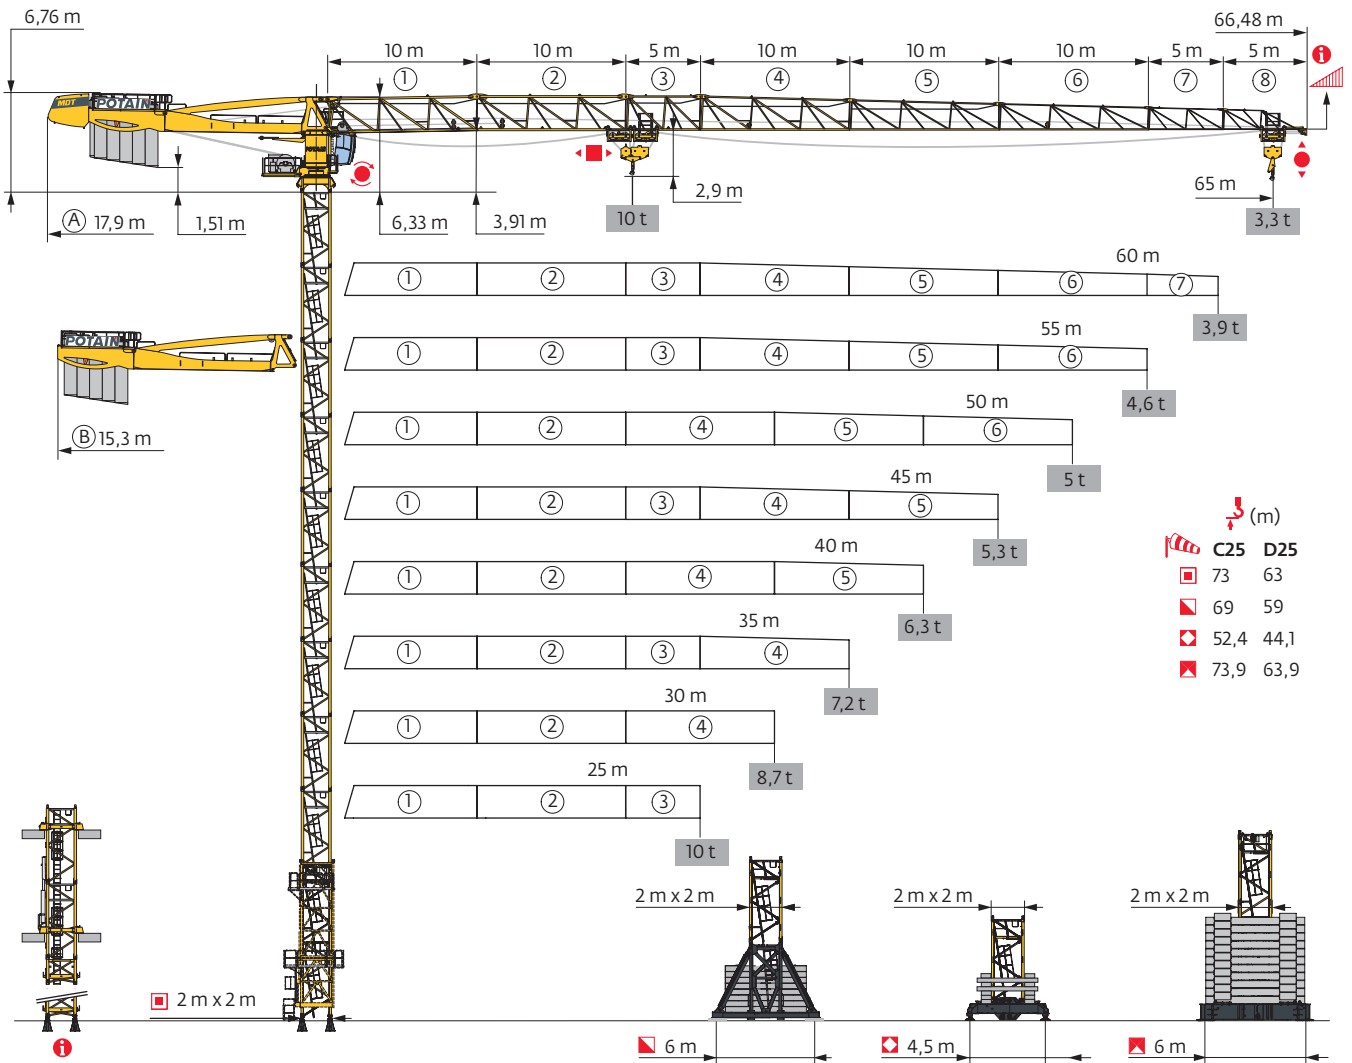 6,76 m
66,48 m
10 m 10 m 5 m 10 m 10 m 10 m 5 m 5 m
1 2 3 4 5 6 7 8
i
MDT POTAIN
POTAIN
A 17,9 m
1,51 m
6,33 m
3,91 m
2,9 m
10 t
65 m
3,3 t
60 m
1 2 3 4 5 6 7
3,9 t
55 m
1 2 3 4 5 6
4,6 t
POTAIN
B 15,3 m
50 m
1 2 4 5 6
5 t
45 m
1 2 3 4 5
5,3 t
40 m
1 2 4 5
6,3 t
35 m
1 2 3 4
7,2 t
30 m
1 2 4
8,7 t
25 m
1 2 3
10 t
(m)
C25 D25
73 63
69 59
52,4 44,1
73,9 63,9
2 m x 2 m
2 m x 2 m
2 m x 2 m
2 m x 2 m
i
6 m
4,5 m
6 m